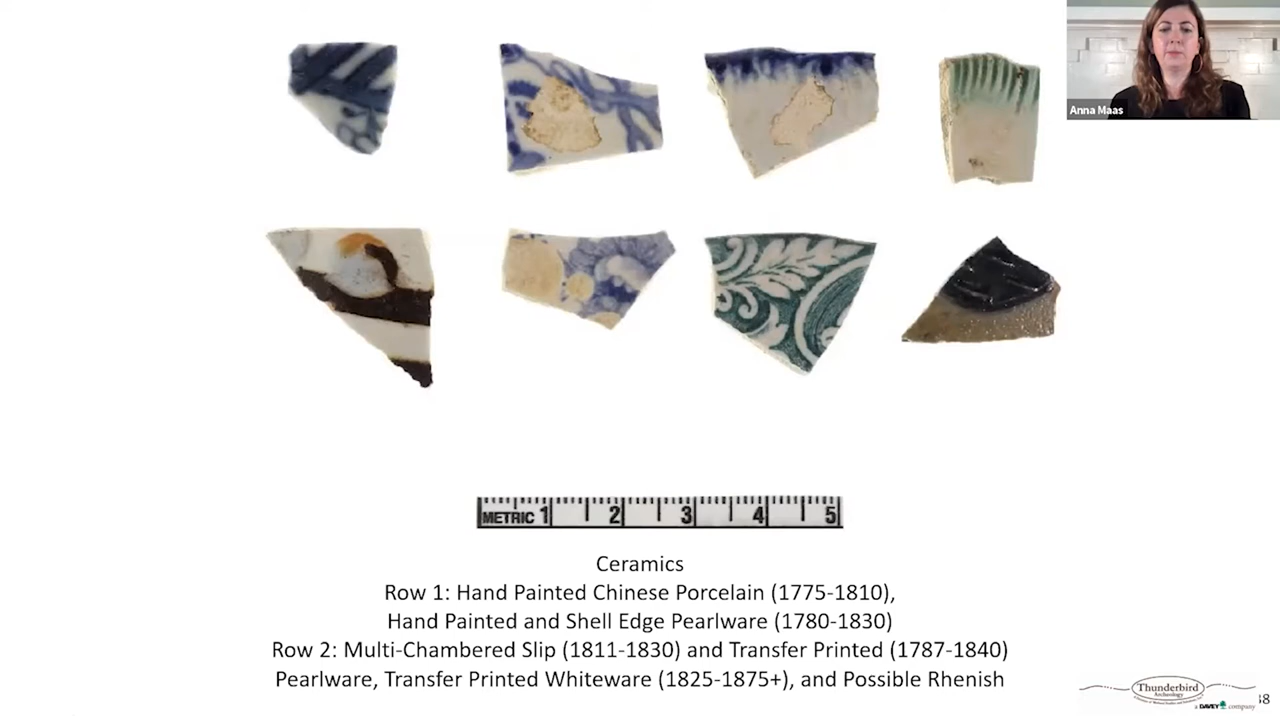 Anna Maas
METRIC 1 2 3 4 5
Ceramics
Row 1: Hand Painted Chinese Porcelain (1775-1810),
Hand Painted and Shell Edge Pearlware (1780-1830)
Row 2: Multi-Chambered Slip (1811-1830) and Transfer Printed (1787-1840)
Pearlware, Transfer Printed Whiteware (1825-1875+), and Possible Rhenish
Thunderbird
Archeology
a DAVEY company